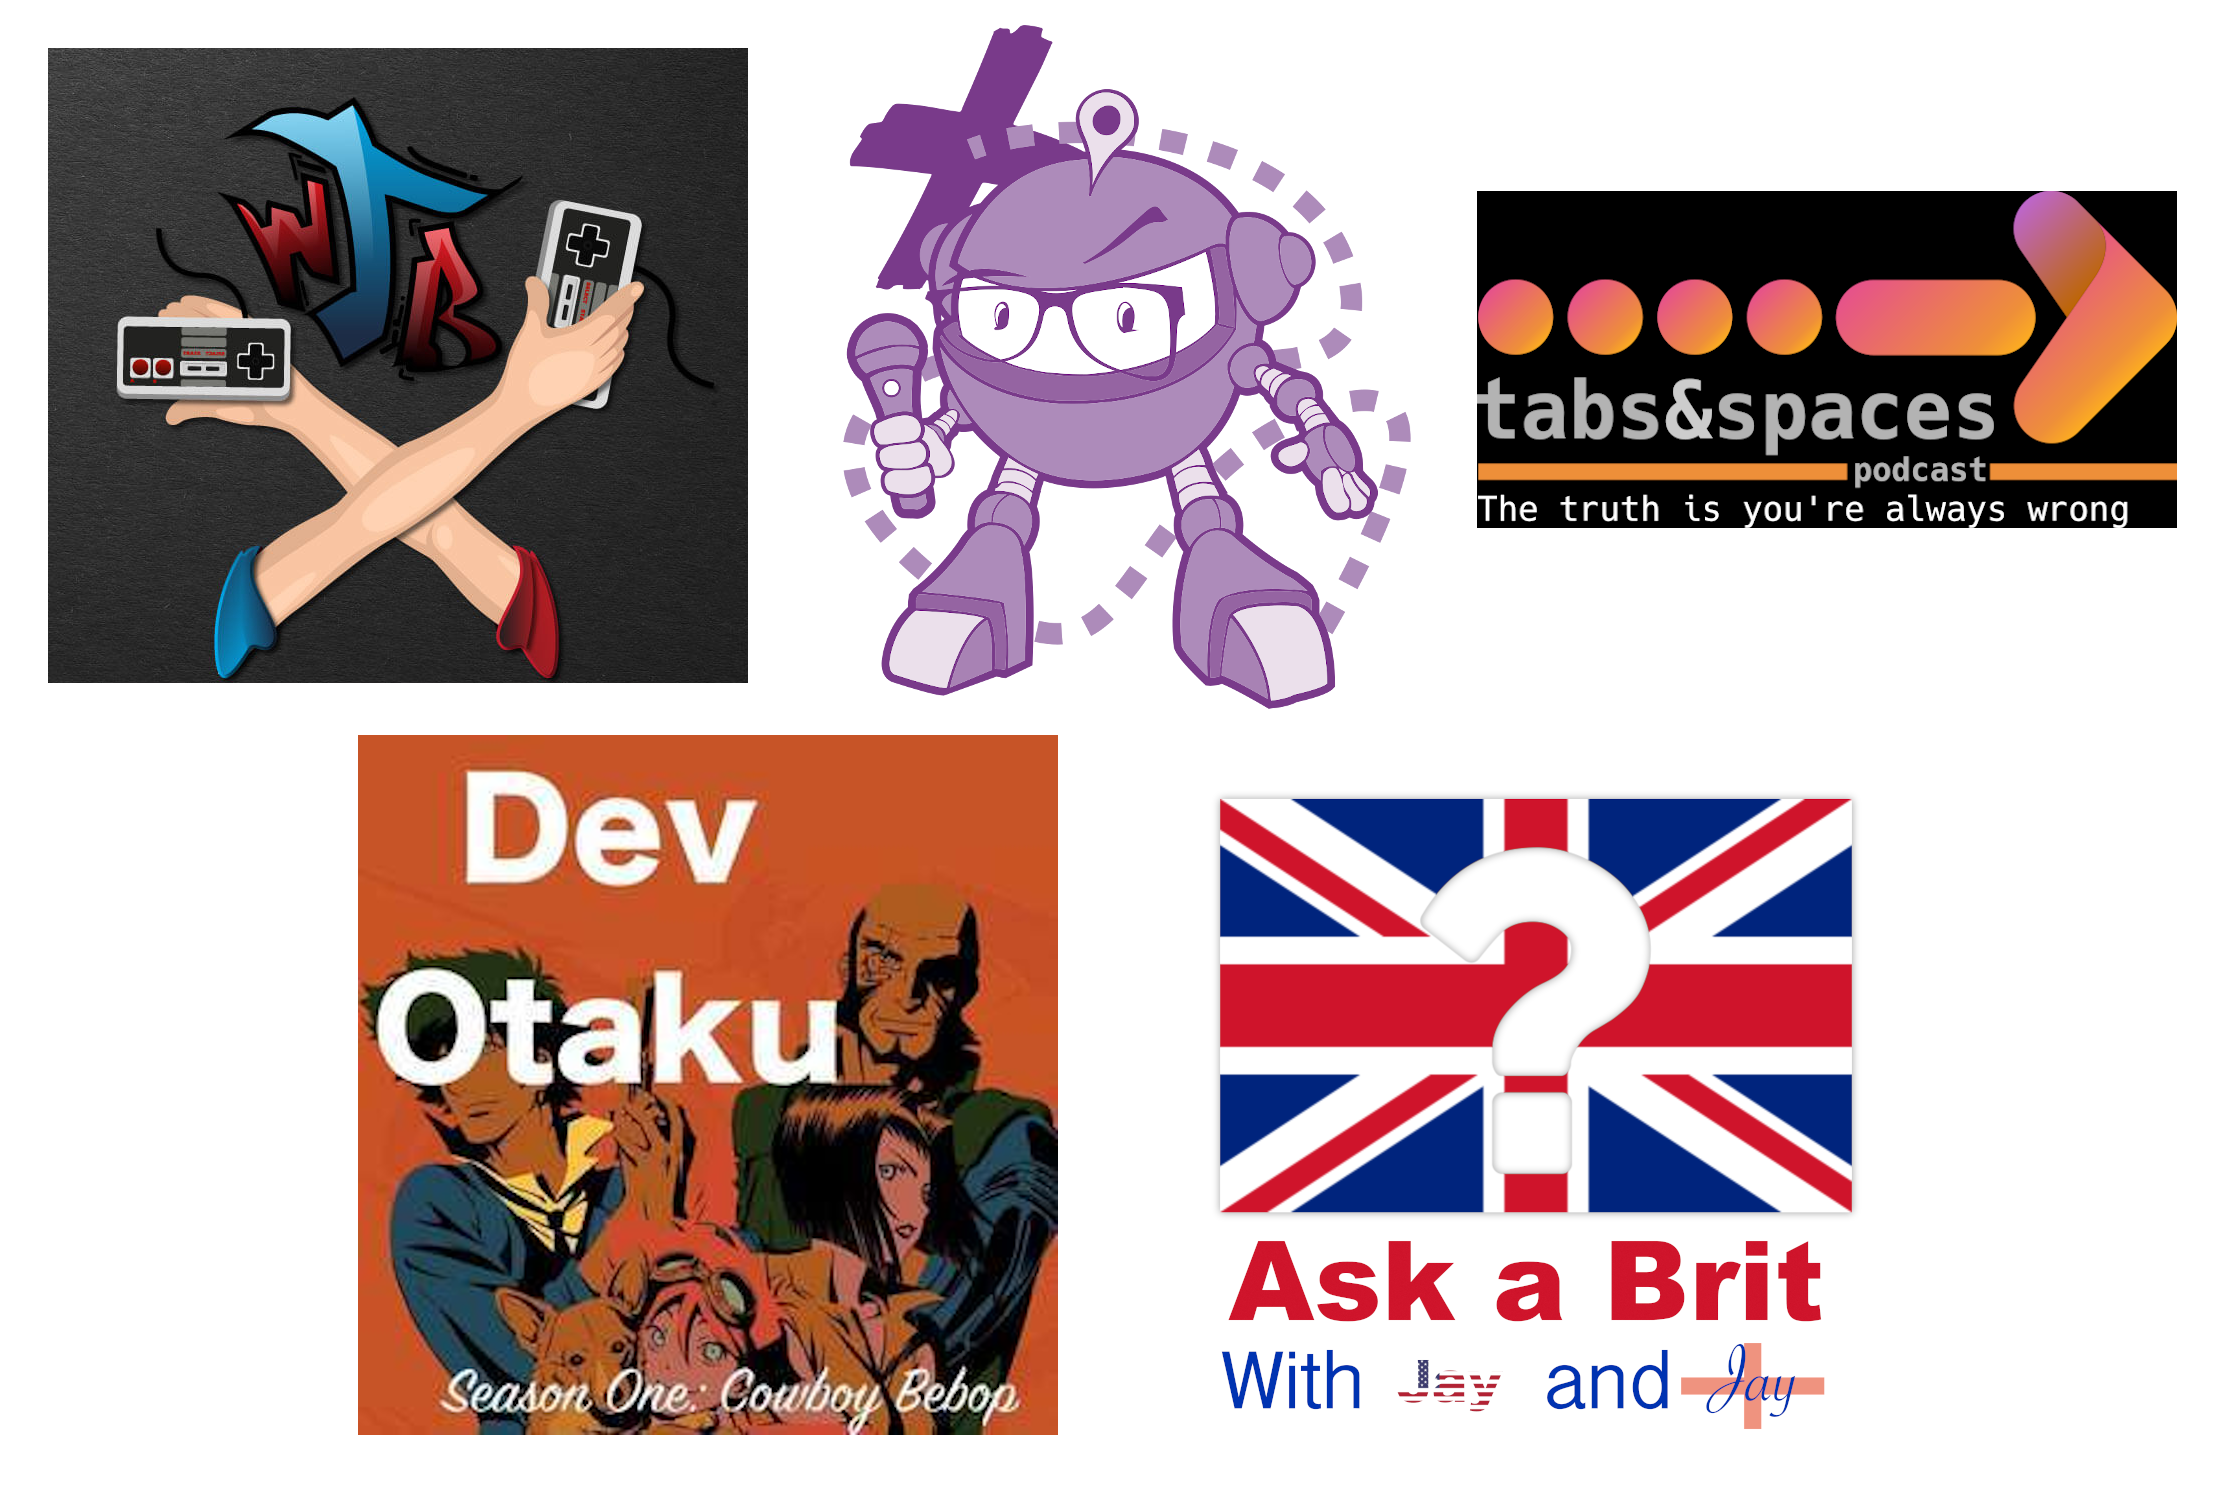 WJB
tabs&spaces
podcast
The truth is you're always wrong
Dev
Otaku
Season One: Cowboy Bebop
Ask a Brit
With Jay and Jay